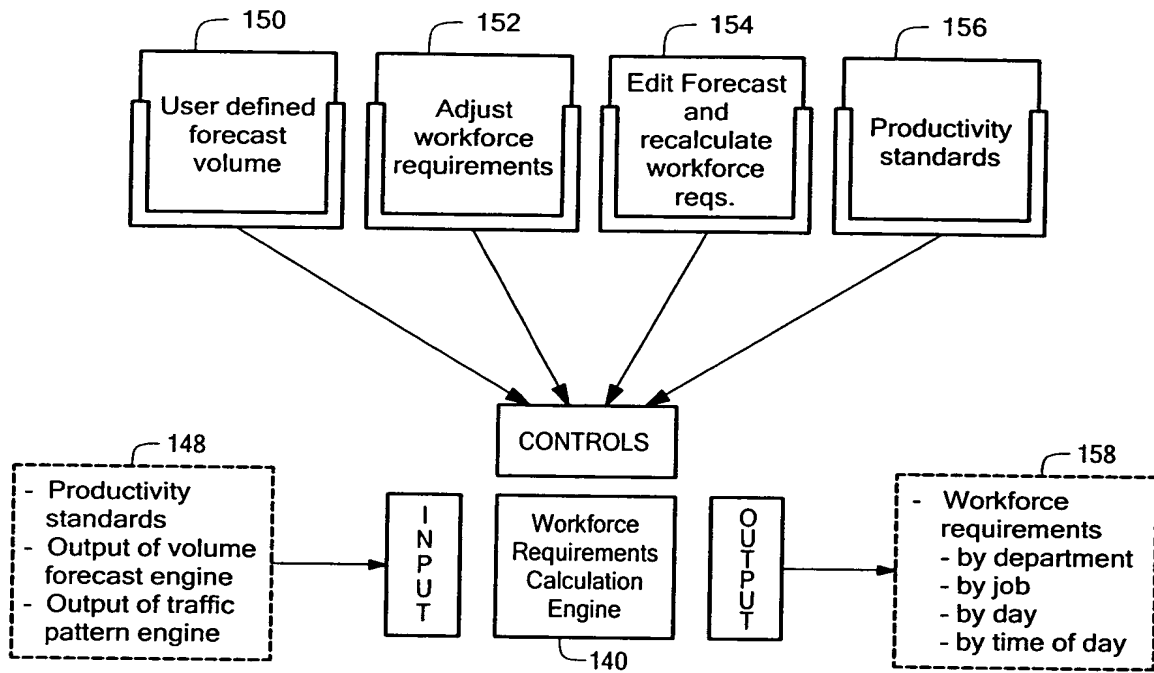 150
152
154
156
User defined
forecast
volume
Adjust
workforce
requirements
Edit Forecast
and
recalculate
workforce
reqs.
Productivity
standards
CONTROLS
148
- Productivity
standards
- Output of volume
forecast engine
- Output of traffic
pattern engine
INPUT
Workforce
Requirements
Calculation
Engine
140
OUTPUT
158
- Workforce
requirements
- by department
- by job
- by day
- by time of day